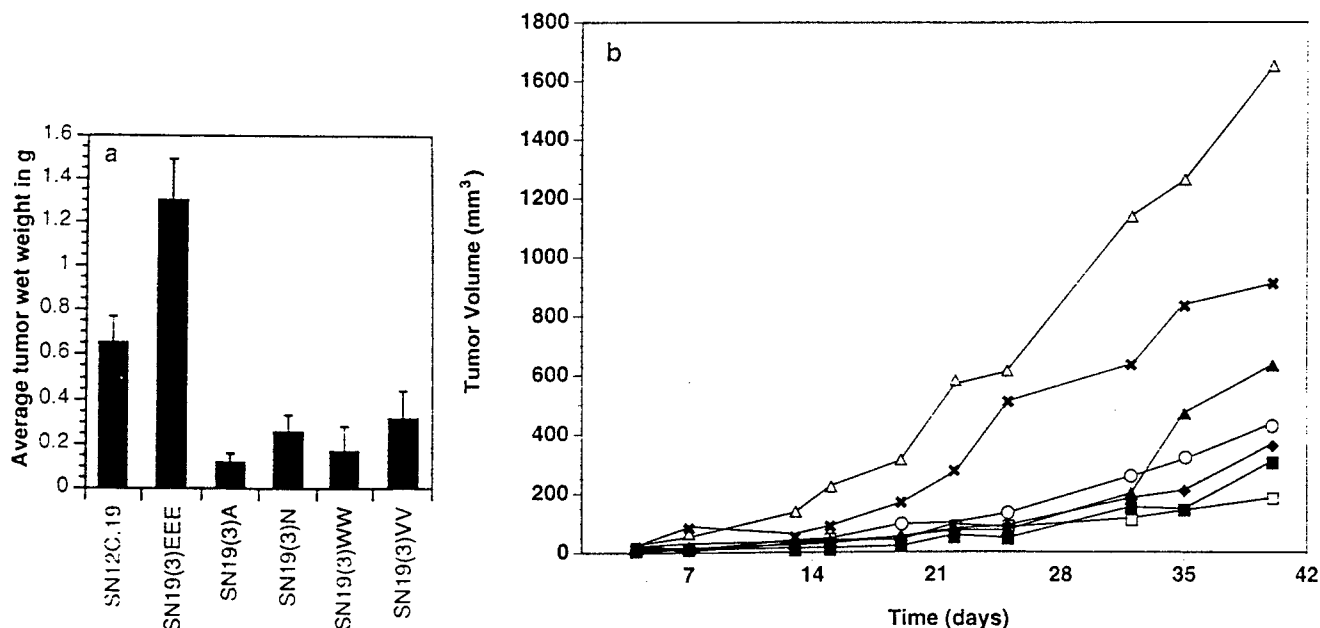 a
Average tumor wet weight in g
1.6
1.4
1.2
1
0.8
0.6
0.4
0.2
0
SN12C.19
SN19(3)EEE
SN19(3)A
SN19(3)N
SN19(3)WW
SN19(3)VV
b
Tumor Volume (mm³)
1800
1600
1400
1200
1000
800
600
400
200
0
7
14
21
28
35
42
Time (days)